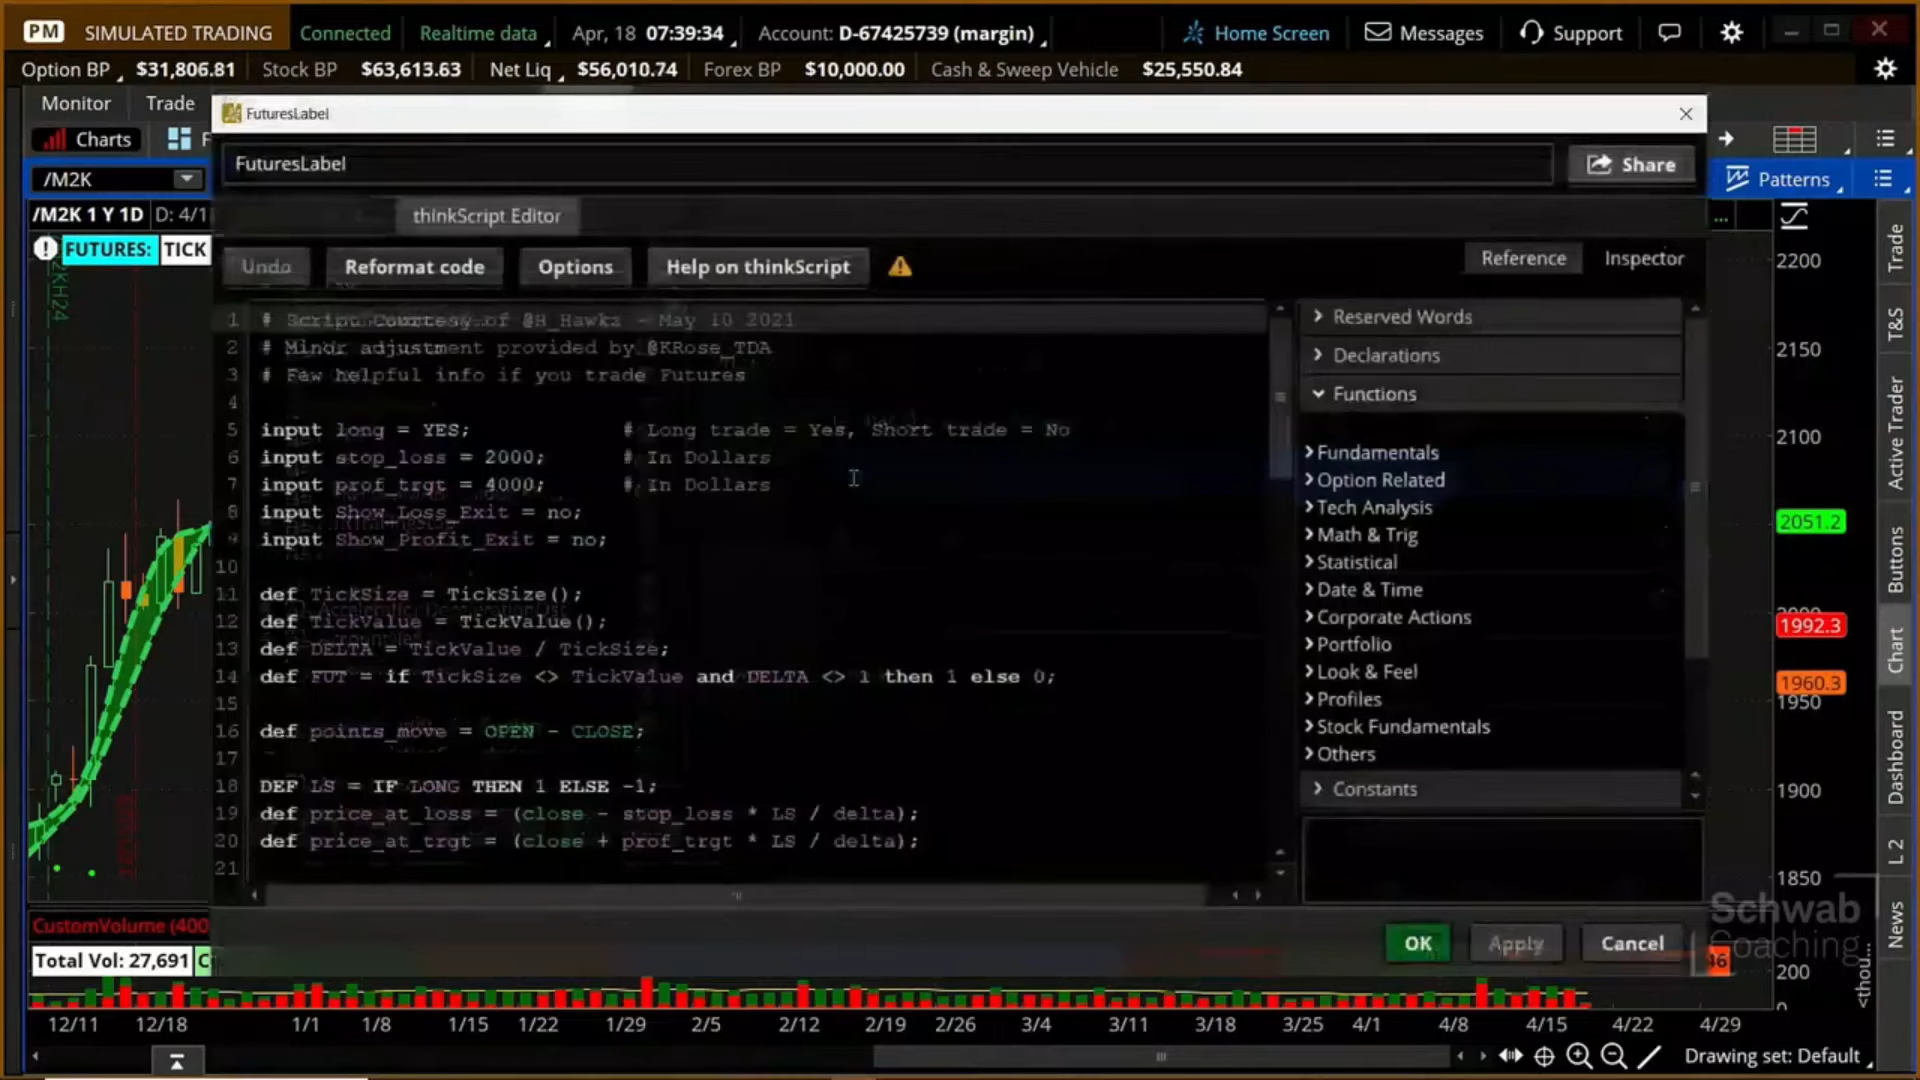 PM SIMULATED TRADING Connected Realtime data Apr, 18 07:39:34 Account: D-67425739 (margin) Home Screen Messages Support
Option BP $31,806.81 Stock BP $63,613.63 Net Liq $56,010.74 Forex BP $10,000.00 Cash & Sweep Vehicle $25,550.84
Monitor Trade
FuturesLabel
Charts F
FuturesLabel Share
/M2K
Patterns
/M2K 1 Y 1D D: 4/1
thinkScript Editor
FUTURES: TICK
Undo Reformat code Options Help on thinkScript Reference Inspector
1 # Script Courtesy of @H_Hawkz - May 10 2021
2 # Minor adjustment provided by @KRose_TDA
3 # Few helpful info if you trade Futures
4
5 input long = YES; # Long trade = Yes, Short trade = No
6 input stop_loss = 2000; # In Dollars
7 input prof_trgt = 4000; # In Dollars
8 input Show_Loss_Exit = no;
9 input Show_Profit_Exit = no;
10
11 def TickSize = TickSize();
12 def TickValue = TickValue();
13 def DELTA = TickValue / TickSize;
14 def FUT = if TickSize <> TickValue and DELTA <> 1 then 1 else 0;
15
16 def points_move = OPEN - CLOSE;
17
18 DEF LS = IF LONG THEN 1 ELSE -1;
19 def price_at_loss = (close - stop_loss * LS / delta);
20 def price_at_trgt = (close + prof_trgt * LS / delta);
21
Reserved Words
Declarations
Functions
Fundamentals
Option Related
Tech Analysis
Math & Trig
Statistical
Date & Time
Corporate Actions
Portfolio
Look & Feel
Profiles
Stock Fundamentals
Others
Constants
OK Apply Cancel
2200
2150
2100
2051.2
1992.3
1960.3
1950
1900
1850
200
0
46
Trade
T&S
Active Trader
Buttons
Chart
Dashboard
L 2
News
<thou...
Schwab
Coaching
CustomVolume (400
Total Vol: 27,691 C
12/11 12/18 1/1 1/8 1/15 1/22 1/29 2/5 2/12 2/19 2/26 3/4 3/11 3/18 3/25 4/1 4/8 4/15 4/22 4/29
Drawing set: Default